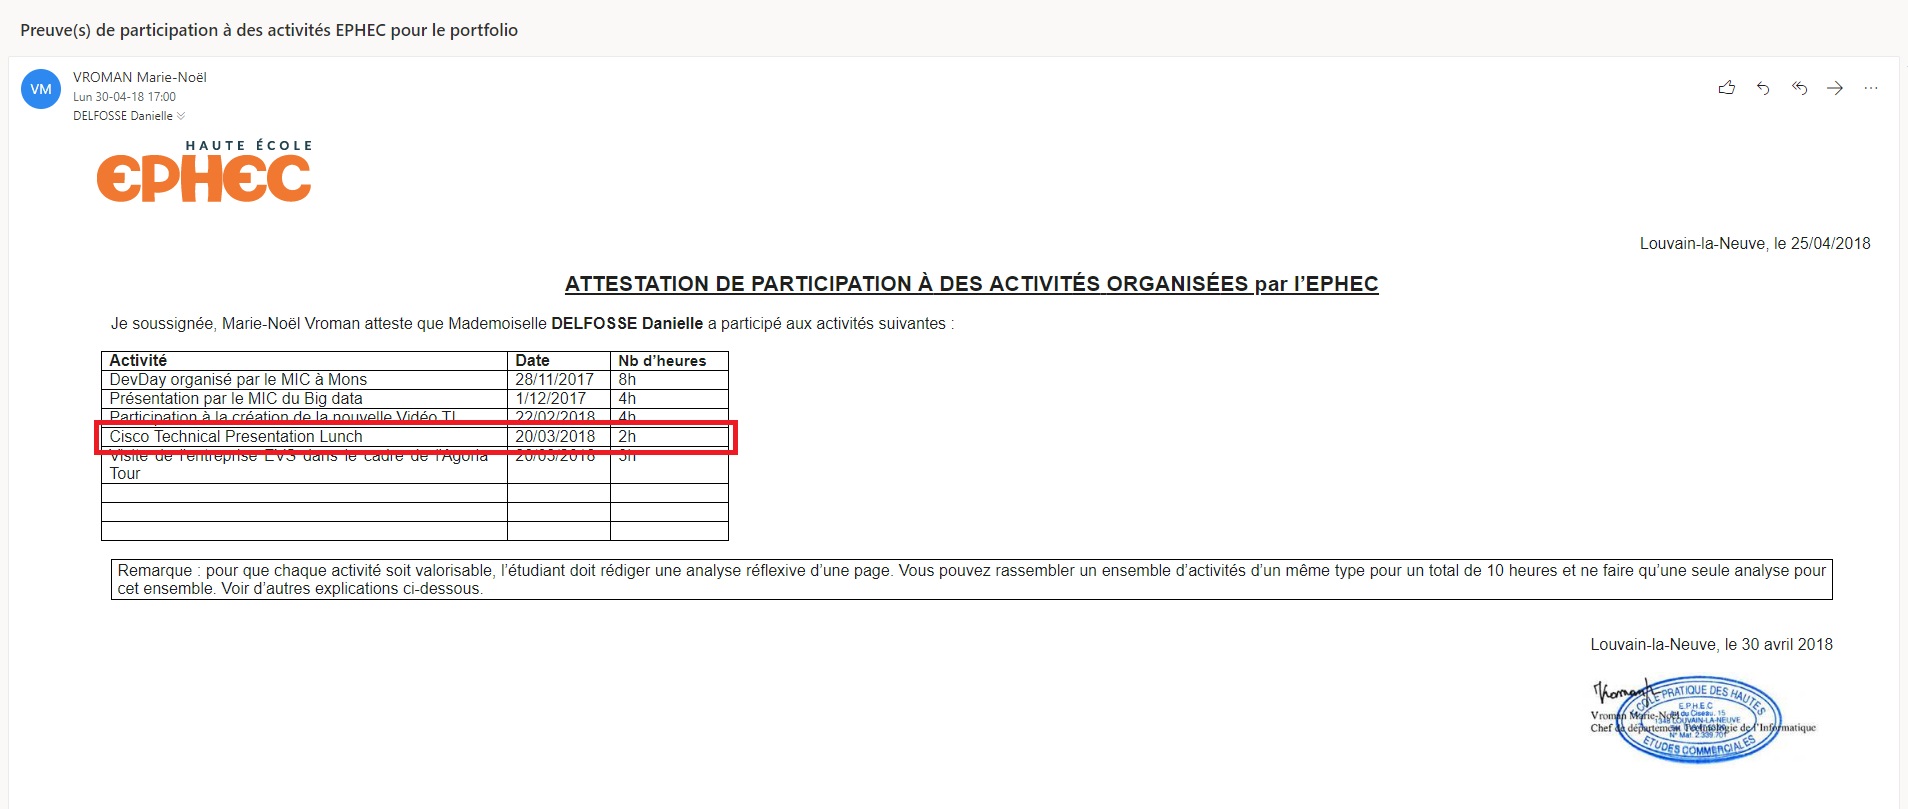 Preuve(s) de participation à des activités EPHEC pour le portfolio
VM
VROMAN Marie-Noël
Lun 30-04-18 17:00
DELFOSSE Danielle
HAUTE ÉCOLE
EPHEC
Louvain-la-Neuve, le 25/04/2018
ATTESTATION DE PARTICIPATION À DES ACTIVITÉS ORGANISÉES par l’EPHEC
Je soussignée, Marie-Noël Vroman atteste que Mademoiselle DELFOSSE Danielle a participé aux activités suivantes :
Activité Date Nb d’heures
DevDay organisé par le MIC à Mons 28/11/2017 8h
Présentation par le MIC du Big data 1/12/2017 4h
Participation à la création de la nouvelle Vidéo TI 22/02/2018 4h
Cisco Technical Presentation Lunch 20/03/2018 2h
Visite de l’entreprise EVS dans le cadre de l’Agoria 20/03/2018 3h
Tour
Remarque : pour que chaque activité soit valorisable, l’étudiant doit rédiger une analyse réflexive d’une page. Vous pouvez rassembler un ensemble d’activités d’un même type pour un total de 10 heures et ne faire qu’une seule analyse pour
cet ensemble. Voir d’autres explications ci-dessous.
Louvain-la-Neuve, le 30 avril 2018
Vroman Marie-Noël
Chef de département Technologie de l’Informatique
ECOLE PRATIQUE DES HAUTES
E.P.H.E.C
du Ciseau, 15
1348 LOUVAIN-LA-NEUVE
N° Mat. 2.339.701
ETUDES COMMERCIALES